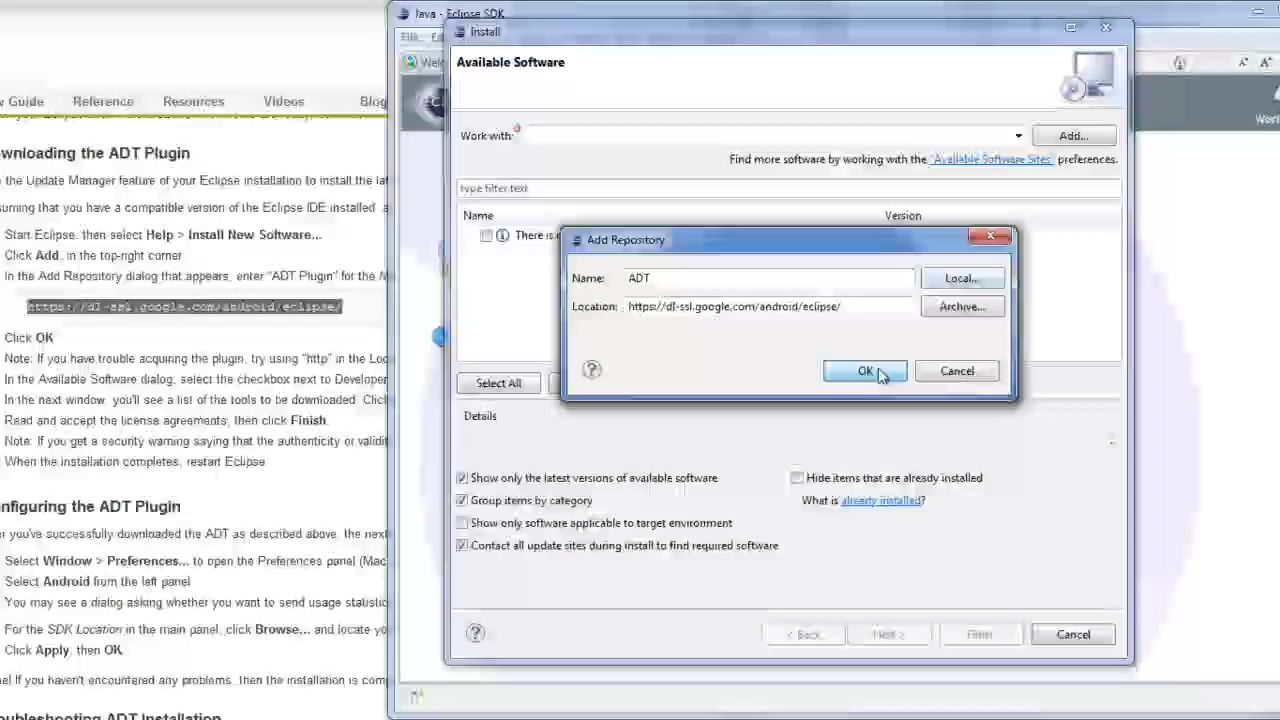 Java - Eclipse SDK
Install
Available Software
Work with:
Add...
Find more software by working with the "Available Software Sites" preferences.
type filter text
Name Version
There is
Add Repository
Name: ADT
Local...
Location: https://dl-ssl.google.com/android/eclipse/
Archive...
OK
Cancel
Select All
Details
Show only the latest versions of available software
Hide items that are already installed
Group items by category
What is already installed?
Show only software applicable to target environment
Contact all update sites during install to find required software
< Back
Next >
Finish
Cancel
Guide Reference Resources Videos Blog
wnloading the ADT Plugin
the Update Manager feature of your Eclipse installation to install the lat
suming that you have a compatible version of the Eclipse IDE installed
Start Eclipse, then select Help > Install New Software...
Click Add, in the top-right corner
In the Add Repository dialog that appears, enter "ADT Plugin" for the
https://dl-ssl.google.com/android/eclipse/
Click OK
Note: If you have trouble acquiring the plugin, try using "http" in the Loc
In the Available Software dialog, select the checkbox next to Developer
In the next window, you'll see a list of the tools to be downloaded. Click
Read and accept the license agreements, then click Finish.
Note: If you get a security warning saying that the authenticity or validit
When the installation completes, restart Eclipse
nfiguring the ADT Plugin
er you've successfully downloaded the ADT as described above, the next
Select Window > Preferences... to open the Preferences panel (Mac
Select Android from the left panel
You may see a dialog asking whether you want to send usage statistic
For the SDK Location in the main panel, click Browse... and locate yo
Click Apply, then OK
If you haven't encountered any problems, then the installation is comp
ubleshooting ADT Installation